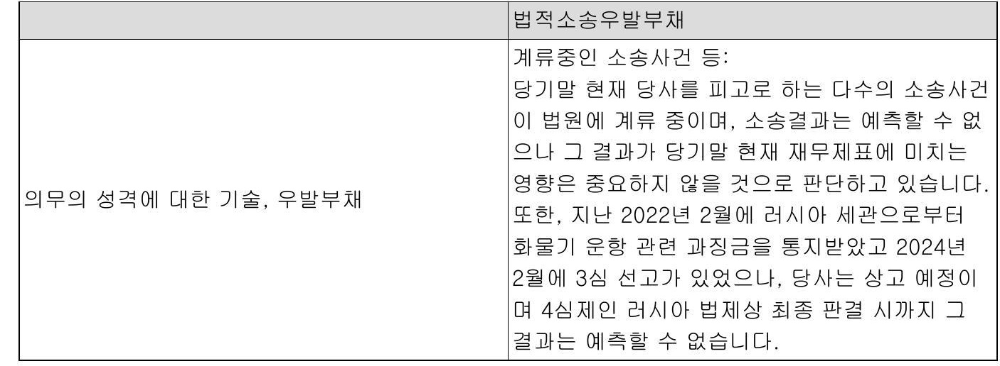 법적소송우발부채
의무의 성격에 대한 기술, 우발부채
계류중인 소송사건 등:
당기말 현재 당사를 피고로 하는 다수의 소송사건
이 법원에 계류 중이며, 소송결과는 예측할 수 없
으나 그 결과가 당기말 현재 재무제표에 미치는
영향은 중요하지 않을 것으로 판단하고 있습니다.
또한, 지난 2022년 2월에 러시아 세관으로부터
화물기 운항 관련 과징금을 통지받았고 2024년
2월에 3심 선고가 있었으나, 당사는 상고 예정이
며 4심제인 러시아 법제상 최종 판결 시까지 그
결과는 예측할 수 없습니다.